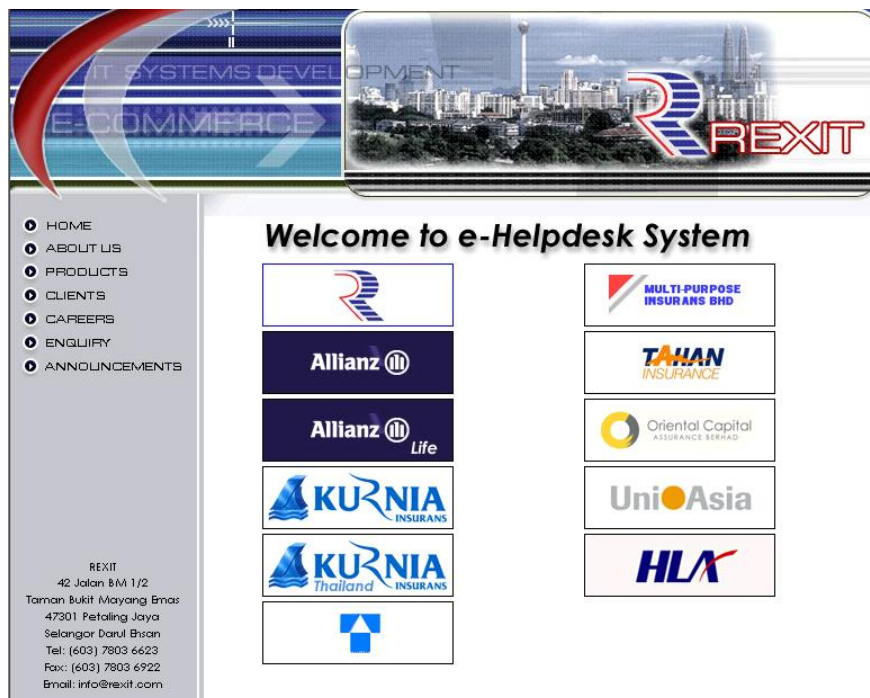 IT SYSTEMS DEVELOPMENT
E-COMMERCE
REXIT
HOME
ABOUT US
PRODUCTS
CLIENTS
CAREERS
ENQUIRY
ANNOUNCEMENTS
REXIT
42 Jalan BM 1/2
Taman Bukit Mayang Emas
47301 Petaling Jaya
Selangor Darul Ehsan
Tel: (603) 7803 6623
Fax: (603) 7803 6922
Email: info@rexit.com
Welcome to e-Helpdesk System
R
Allianz
Allianz
Life
KURNIA
INSURANS
KURNIA
Thailand INSURANS
MULTI-PURPOSE
INSURANS BHD
TAHAN
INSURANCE
Oriental Capital
ASSURANCE BERHAD
UniAsia
HLA